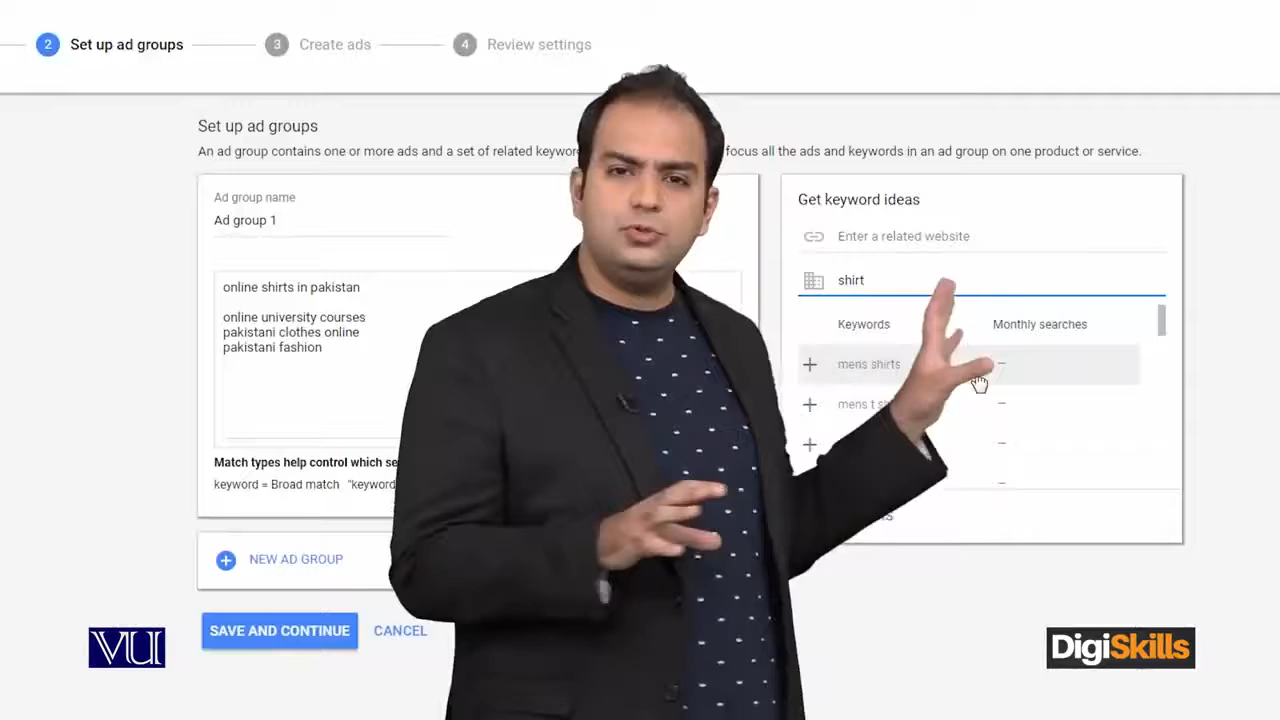 2 Set up ad groups 3 Create ads 4 Review settings
Set up ad groups
An ad group contains one or more ads and a set of related focus all the ads and keywords in an ad group on one product or service.
Ad group name
Ad group 1
online shirts in pakistan
online university courses
pakistani clothes online
pakistani fashion
Match types help control which
keyword = Broad match "keyword
NEW AD GROUP
SAVE AND CONTINUE CANCEL
Get keyword ideas
Enter a related website
shirt
Keywords Monthly searches
+ mens shirts –
+ mens t –
+ –
–
VU
DigiSkills